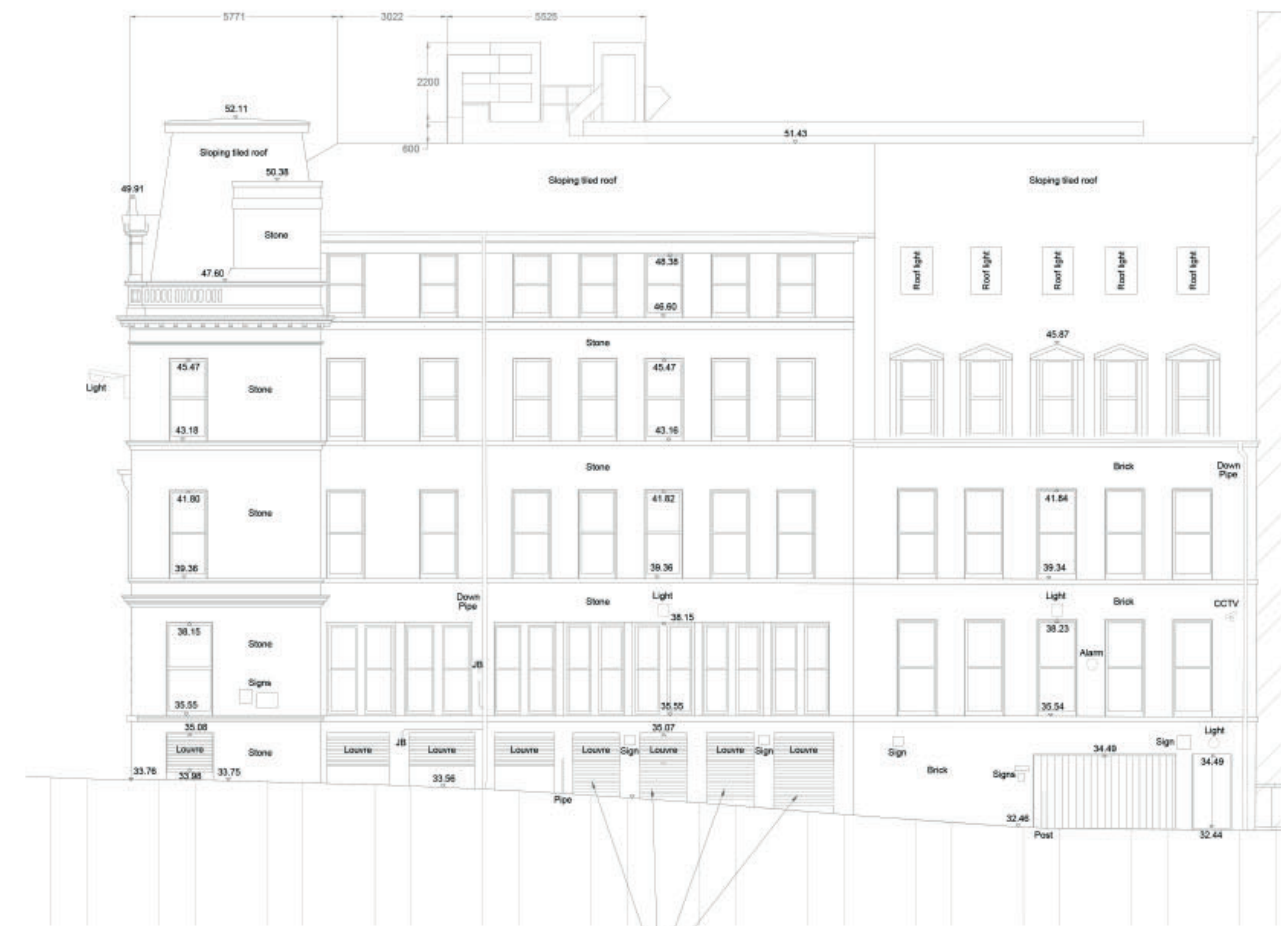 5771
3022
5525
2200
600
52.11
51.43
Sloping tiled roof
50.38
Sloping tiled roof
Sloping tiled roof
49.91
Stone
47.60
48.38
Roof light
Roof light
Roof light
Roof light
Roof light
46.60
Stone
45.87
45.47
45.47
Light
Stone
43.18
43.16
Stone
Brick
Down
Pipe
41.80
41.82
41.84
Stone
39.36
39.36
39.34
Down
Pipe
Stone
Light
Light
Brick
CCTV
38.15
38.15
38.23
Stone
Alarm
JB
Signs
35.55
35.55
35.54
35.08
35.07
Light
Louvre
Stone
Louvre
JB
Louvre
Louvre
Louvre
Sign
Louvre
Louvre
Sign
Louvre
Sign
Sign
34.49
34.49
33.76
33.98
33.75
33.56
Brick
Signs
Pipe
32.46
Post
32.44